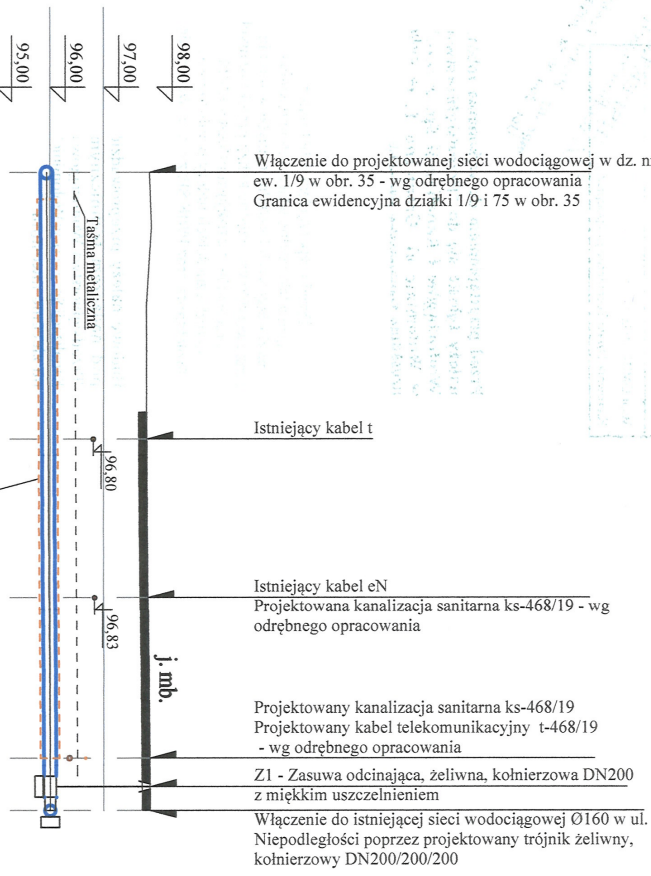 95,00
96,00
97,00
98,00
Włączenie do projektowanej sieci wodociągowej w dz. n
ew. 1/9 w obr. 35 - wg odrębnego opracowania
Granica ewidencyjna działki 1/9 i 75 w obr. 35
Taśma metaliczna
Istniejący kabel t
96,80
Istniejący kabel eN
Projektowana kanalizacja sanitarna ks-468/19 - wg
odrębnego opracowania
96,83
j. mb.
Projektowany kanalizacja sanitarna ks-468/19
Projektowany kabel telekomunikacyjny t-468/19
- wg odrębnego opracowania
Z1 - Zasuwa odcinająca, żeliwna, kołnierzowa DN200
z miękkim uszczelnieniem
Włączenie do istniejącej sieci wodociągowej Ø160 w ul.
Niepodległości poprzez projektowany trójnik żeliwny,
kołnierzowy DN200/200/200